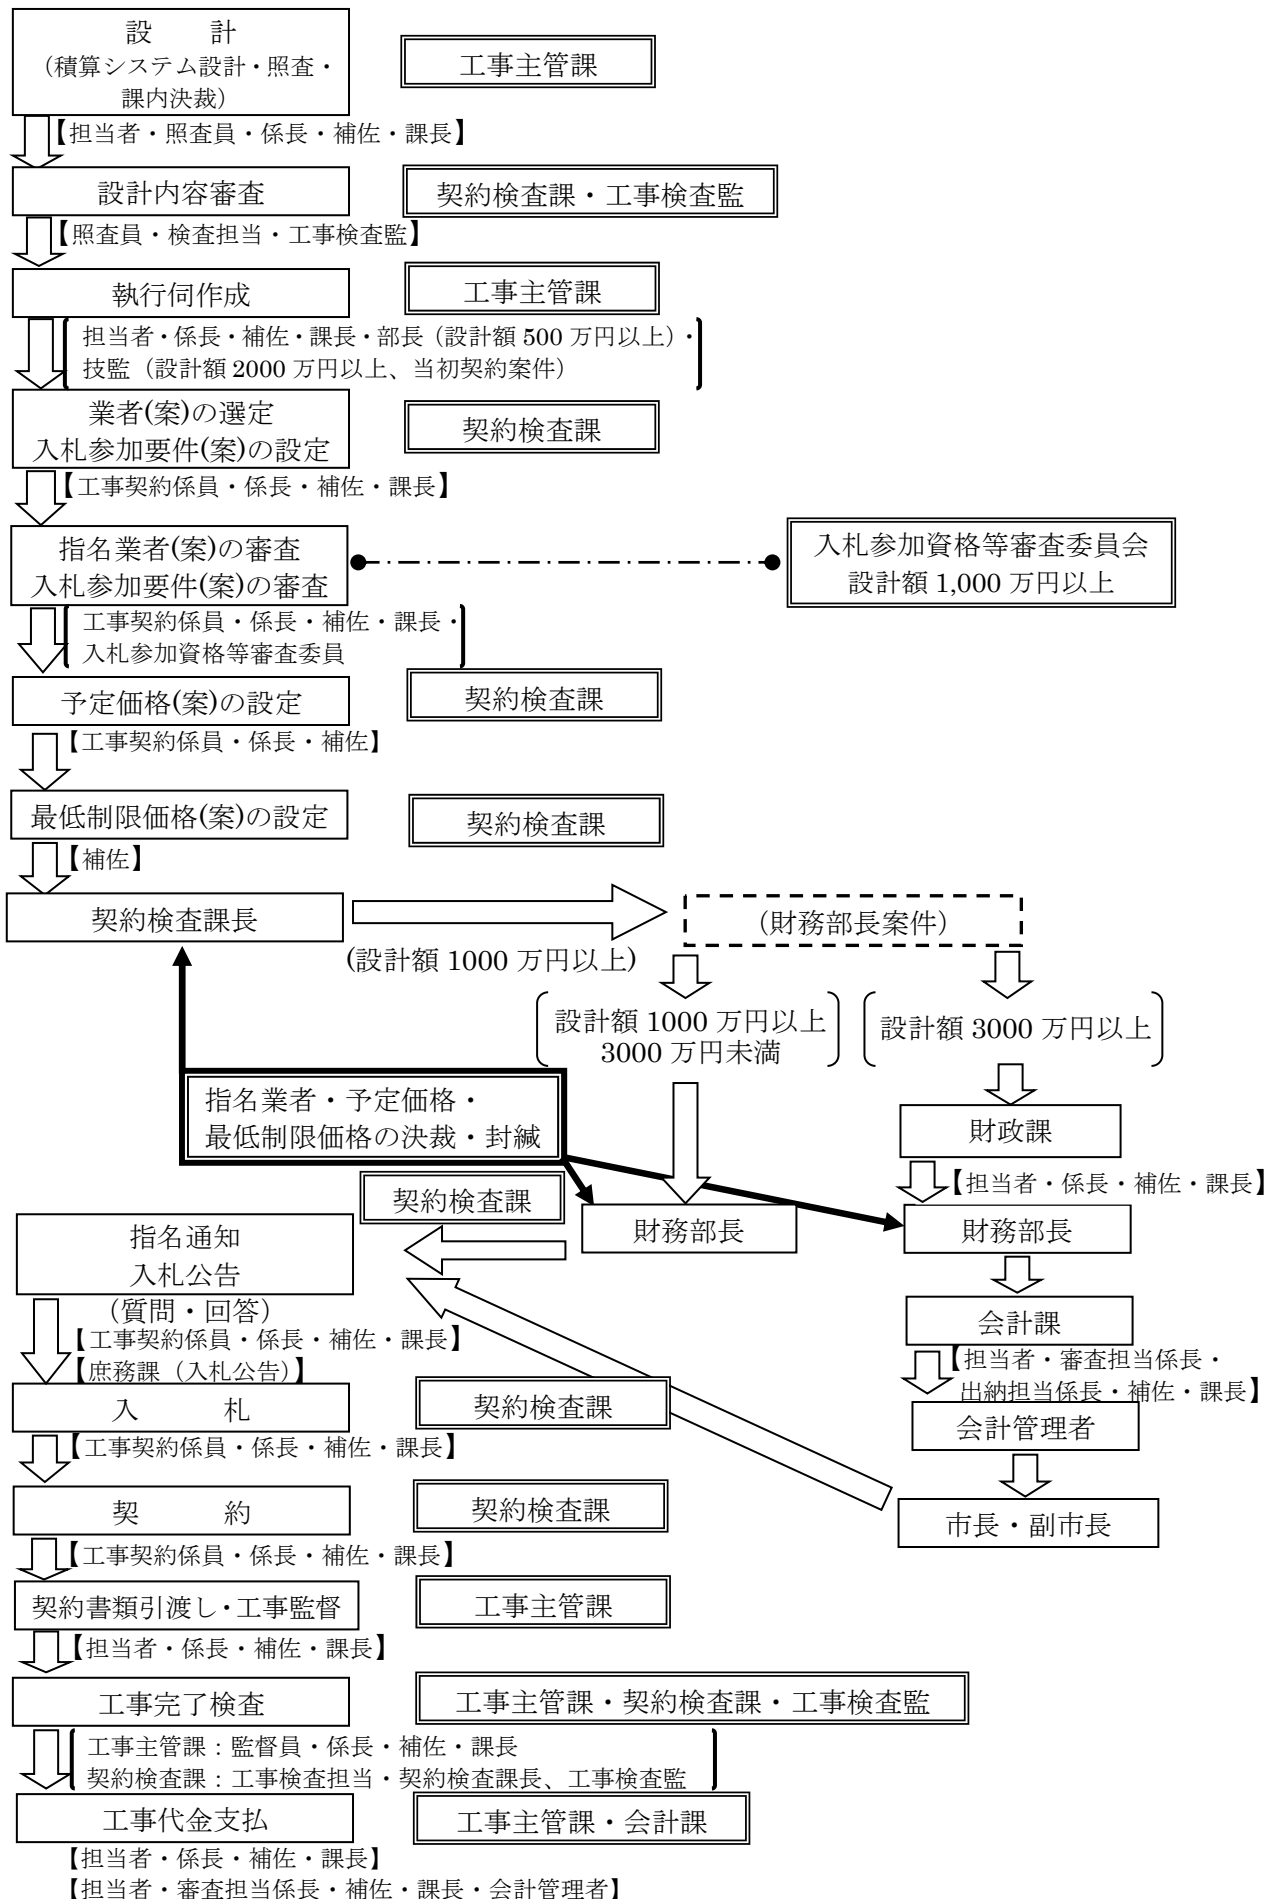 設　　計
（積算システム設計・照査・
課内決裁）
工事主管課
【担当者・照査員・係長・補佐・課長】
設計内容審査
契約検査課・工事検査監
【照査員・検査担当・工事検査監】
執行伺作成
工事主管課
担当者・係長・補佐・課長・部長（設計額 500 万円以上）・
技監（設計額 2000 万円以上、当初契約案件）
業者(案)の選定
入札参加要件(案)の設定
契約検査課
【工事契約係員・係長・補佐・課長】
指名業者(案)の審査
入札参加要件(案)の審査
入札参加資格等審査委員会
設計額 1,000 万円以上
工事契約係員・係長・補佐・課長・
入札参加資格等審査委員
予定価格(案)の設定
契約検査課
【工事契約係員・係長・補佐】
最低制限価格(案)の設定
契約検査課
【補佐】
契約検査課長
（財務部長案件）
(設計額 1000 万円以上)
設計額 1000 万円以上
3000 万円未満
設計額 3000 万円以上
指名業者・予定価格・
最低制限価格の決裁・封緘
財政課
【担当者・係長・補佐・課長】
契約検査課
財務部長
財務部長
指名通知
入札公告
（質問・回答）
会計課
【工事契約係員・係長・補佐・課長】
【庶務課（入札公告）】
【担当者・審査担当係長・
出納担当係長・補佐・課長】
入　　　札
契約検査課
会計管理者
【工事契約係員・係長・補佐・課長】
契　　　約
契約検査課
市長・副市長
【工事契約係員・係長・補佐・課長】
契約書類引渡し・工事監督
工事主管課
【担当者・係長・補佐・課長】
工事完了検査
工事主管課・契約検査課・工事検査監
工事主管課：監督員・係長・補佐・課長
契約検査課：工事検査担当・契約検査課長、工事検査監
工事代金支払
工事主管課・会計課
【担当者・係長・補佐・課長】
【担当者・審査担当係長・補佐・課長・会計管理者】